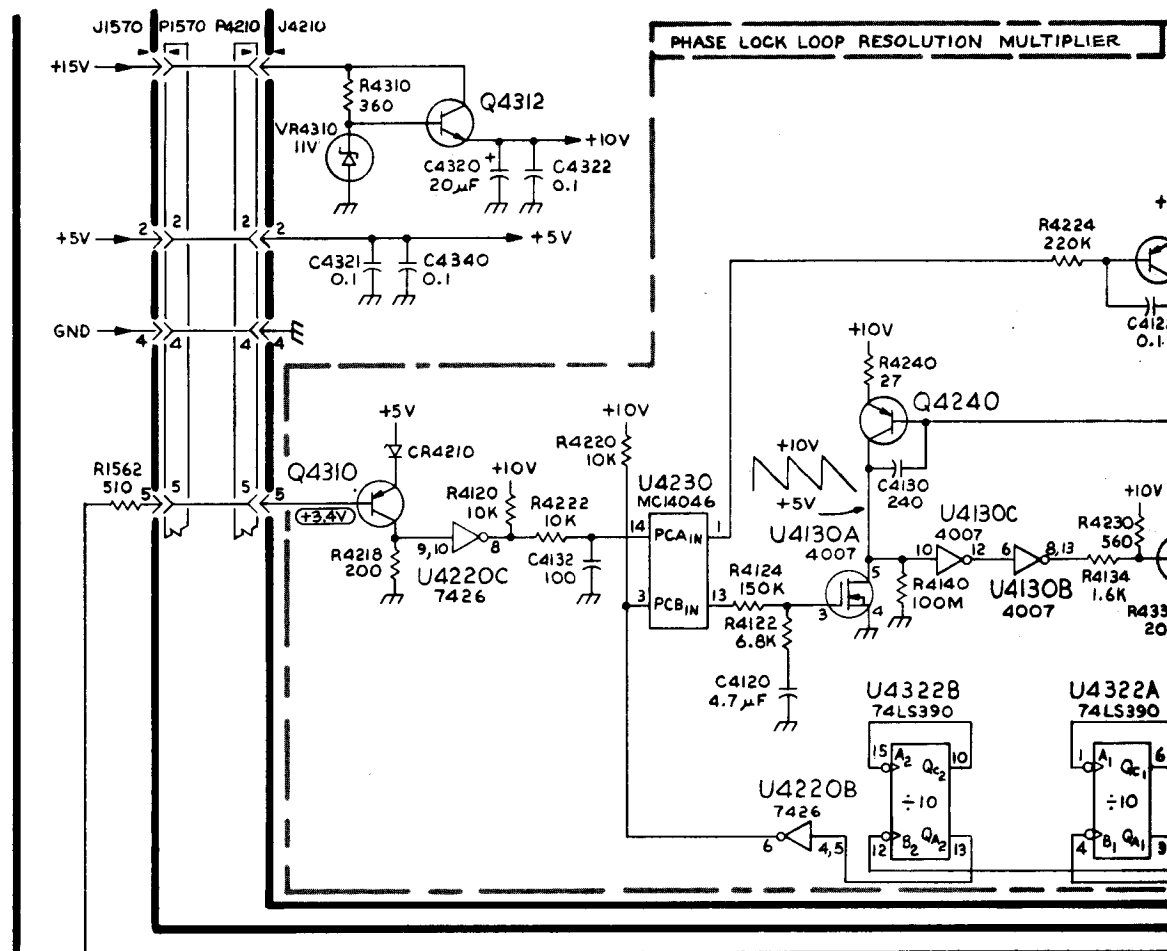 J1570 P1570 P4210 J4210
PHASE LOCK LOOP RESOLUTION MULTIPLIER
+15V
R4310
360
Q4312
VR4310
11V
+10V
C4320
20µF
+
C4322
0.1
+5V
2 2 2 2
+5V
C4321
0.1
C4340
0.1
R4224
220K
+
GND
4 4 4 4
0.1
+10V
R4240
27
Q4240
+5V
CR4210
+10V
R4220
10K
+10V
+5V
C4130
240
R1562
510
5 5 5 5
Q4310
+3.4V
+10V
R4120
10K
R4222
10K
U4230
MC14046
14
PCA IN
1
U4130A
4007
U4130C
4007
+10V
R4230
560
R4218
200
9,10
8
U4220C
7426
C4132
100
3
PCB IN
13
R4124
150K
R4122
6.8K
3
5
4
10
12
R4140
100M
6
8,13
U4130B
4007
R4134
1.6K
20
C4120
4.7µF
U4322B
74LS390
U4322A
74LS390
15
A2
QC2
10
÷10
12
B2
QA2
13
1
A1
QC1
6
÷10
4
B1
QA1
U4220B
7426
6
4,5